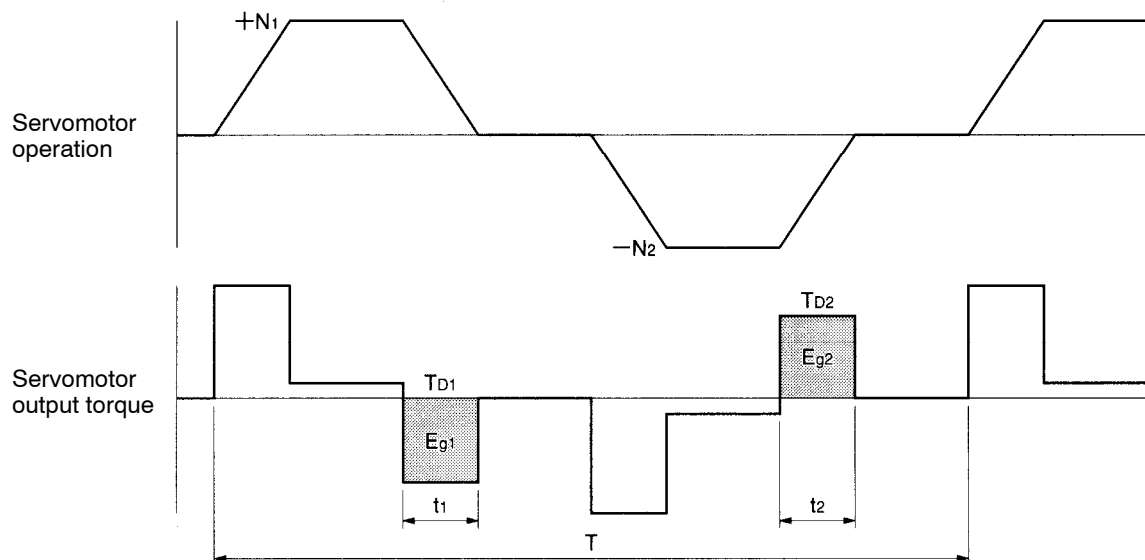 +N1
Servomotor
operation
−N2
TD2
Eg2
Servomotor
output torque
TD1
Eg1
t1
t2
T